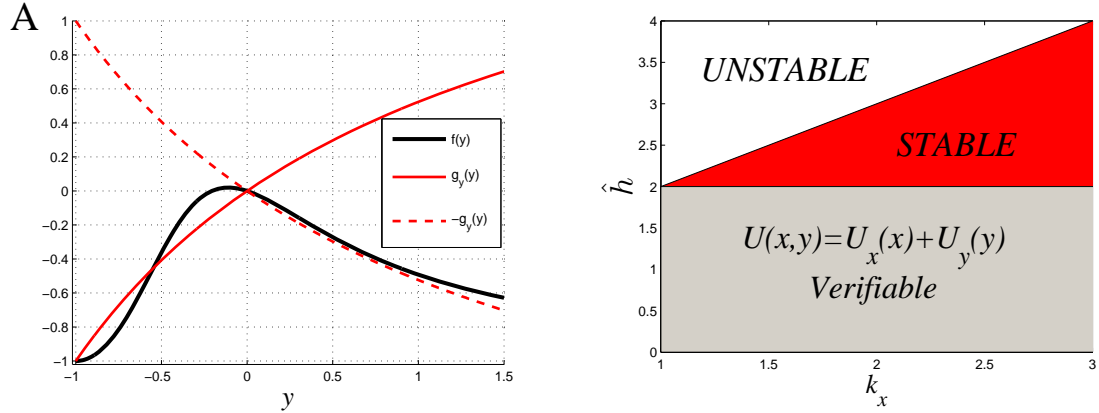 A
1
0.8
0.6
0.4
0.2
0
−0.2
−0.4
−0.6
−0.8
−1
−1 −0.5 0 0.5 1 1.5
y
f(y)
g_y(y)
−g_y(y)
4
3.5
3
2.5
2
1.5
1
0.5
0
ĥ
UNSTABLE
STABLE
U(x,y)=U_x(x)+U_y(y)
Verifiable
1 1.5 2 2.5 3
k_x